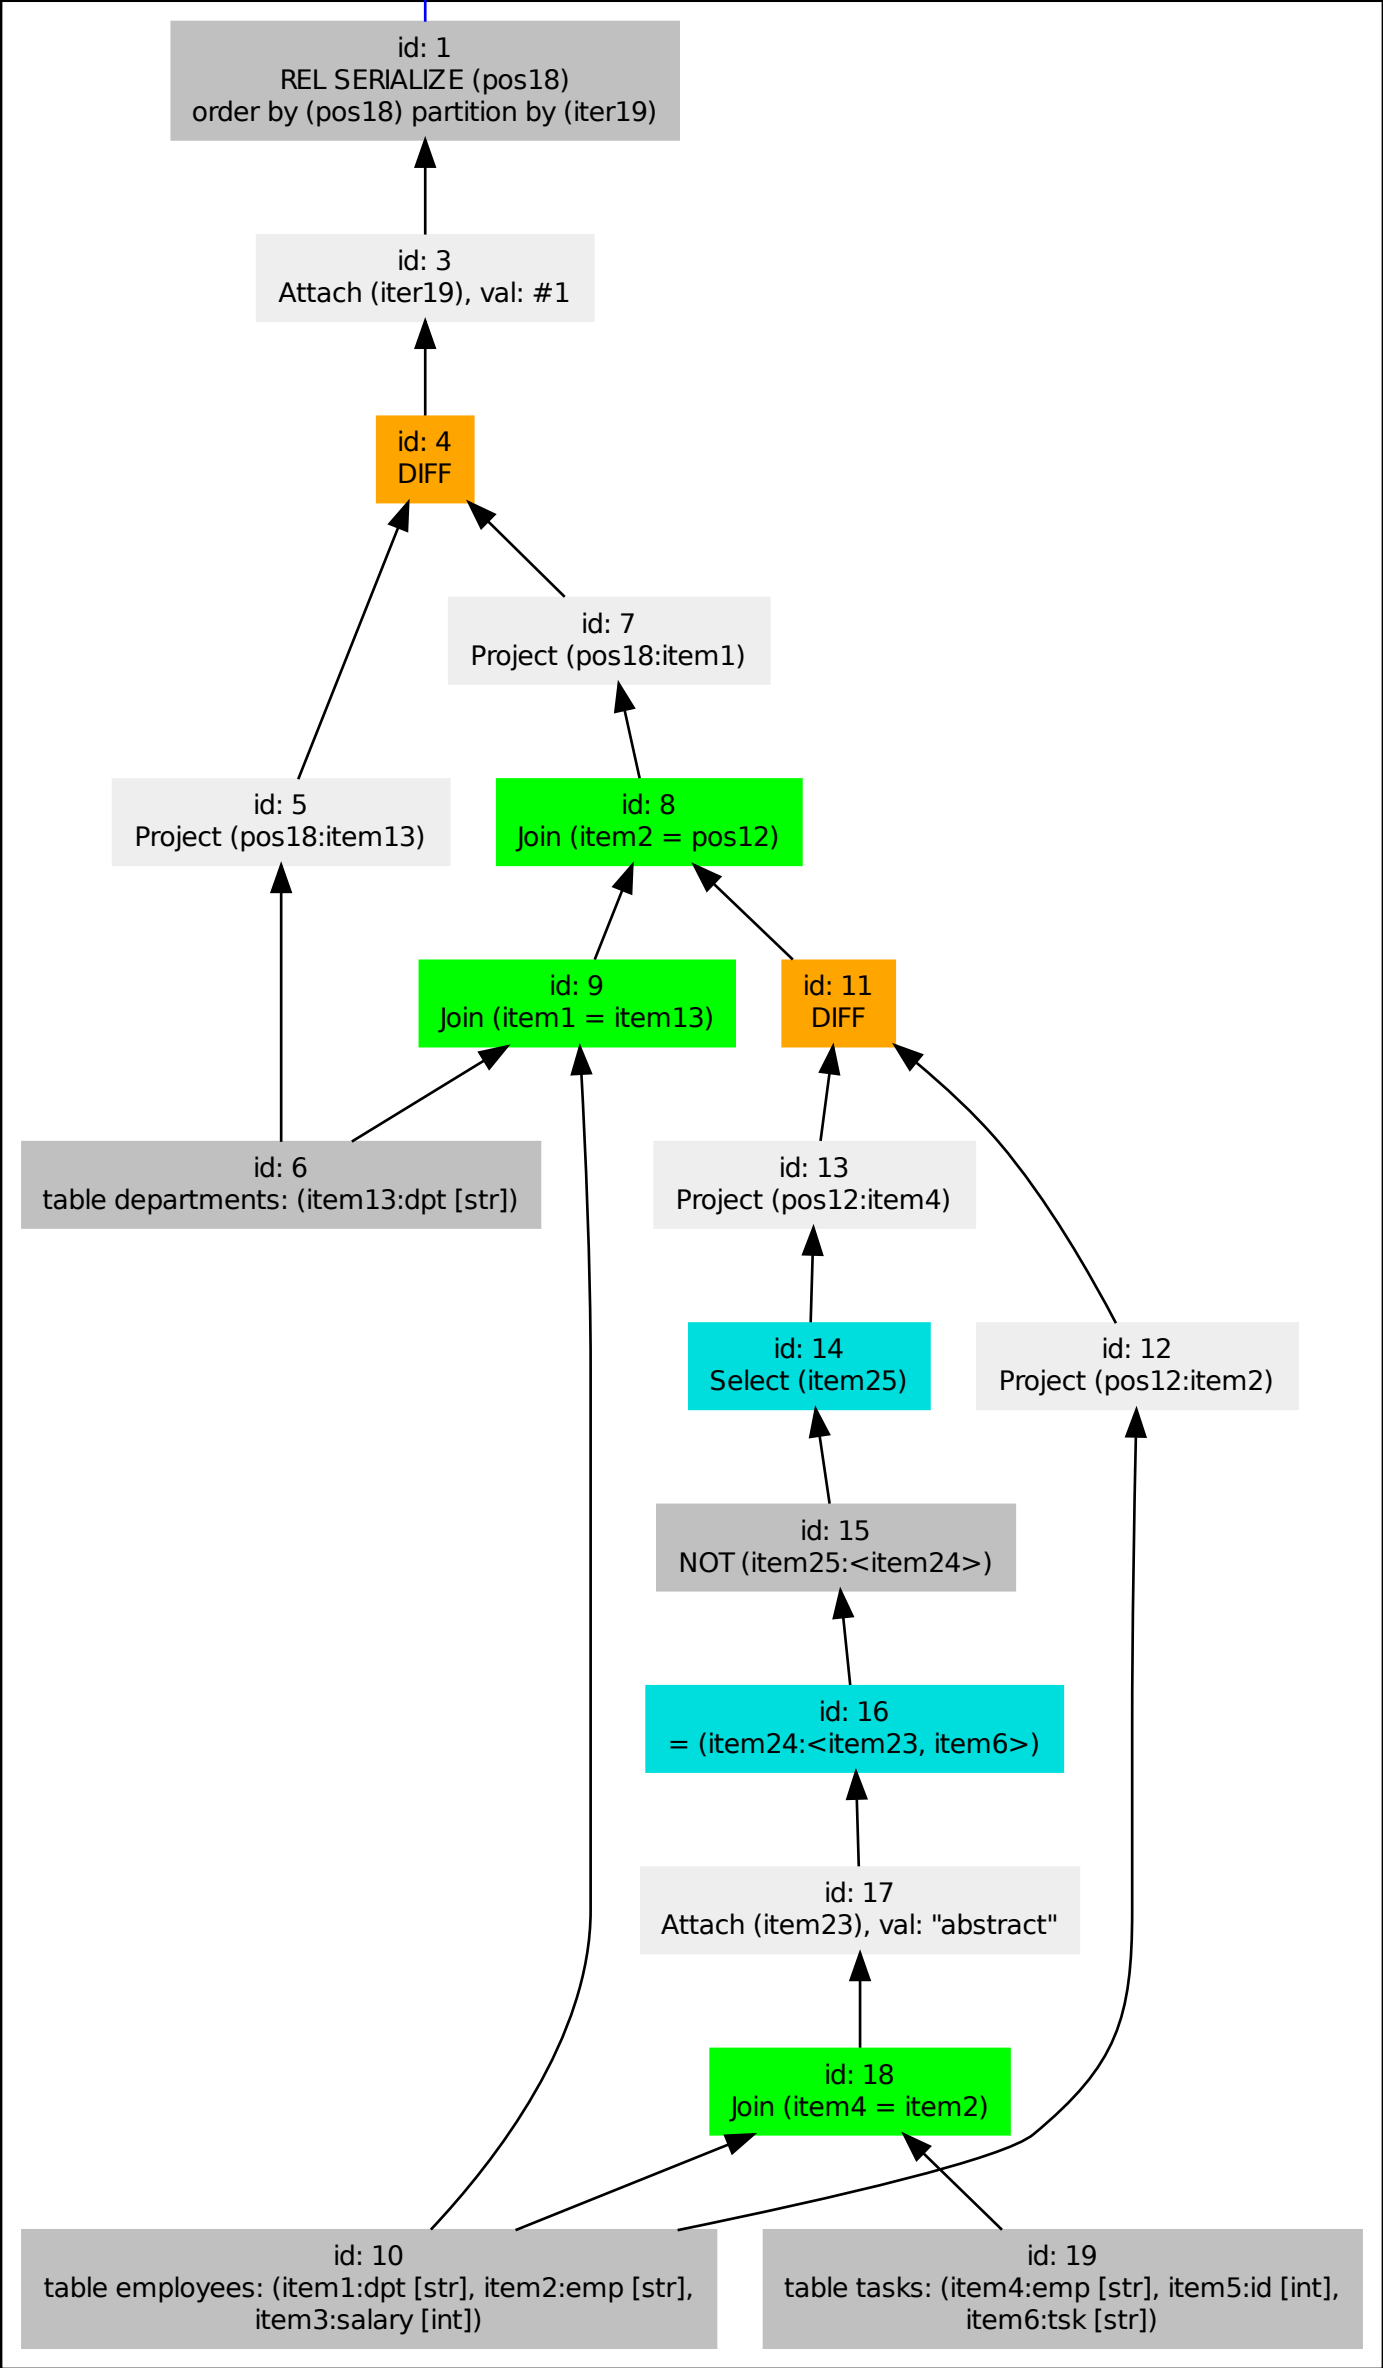 id: 1
REL SERIALIZE (pos18)
order by (pos18) partition by (iter19)
id: 3
Attach (iter19), val: #1
id: 4
DIFF
id: 7
Project (pos18:item1)
id: 5
Project (pos18:item13)
id: 8
Join (item2 = pos12)
id: 9
Join (item1 = item13)
id: 11
DIFF
id: 6
table departments: (item13:dpt [str])
id: 13
Project (pos12:item4)
id: 14
Select (item25)
id: 12
Project (pos12:item2)
id: 15
NOT (item25:<item24>)
id: 16
= (item24:<item23, item6>)
id: 17
Attach (item23), val: "abstract"
id: 18
Join (item4 = item2)
id: 10
table employees: (item1:dpt [str], item2:emp [str],
item3:salary [int])
id: 19
table tasks: (item4:emp [str], item5:id [int],
item6:tsk [str])